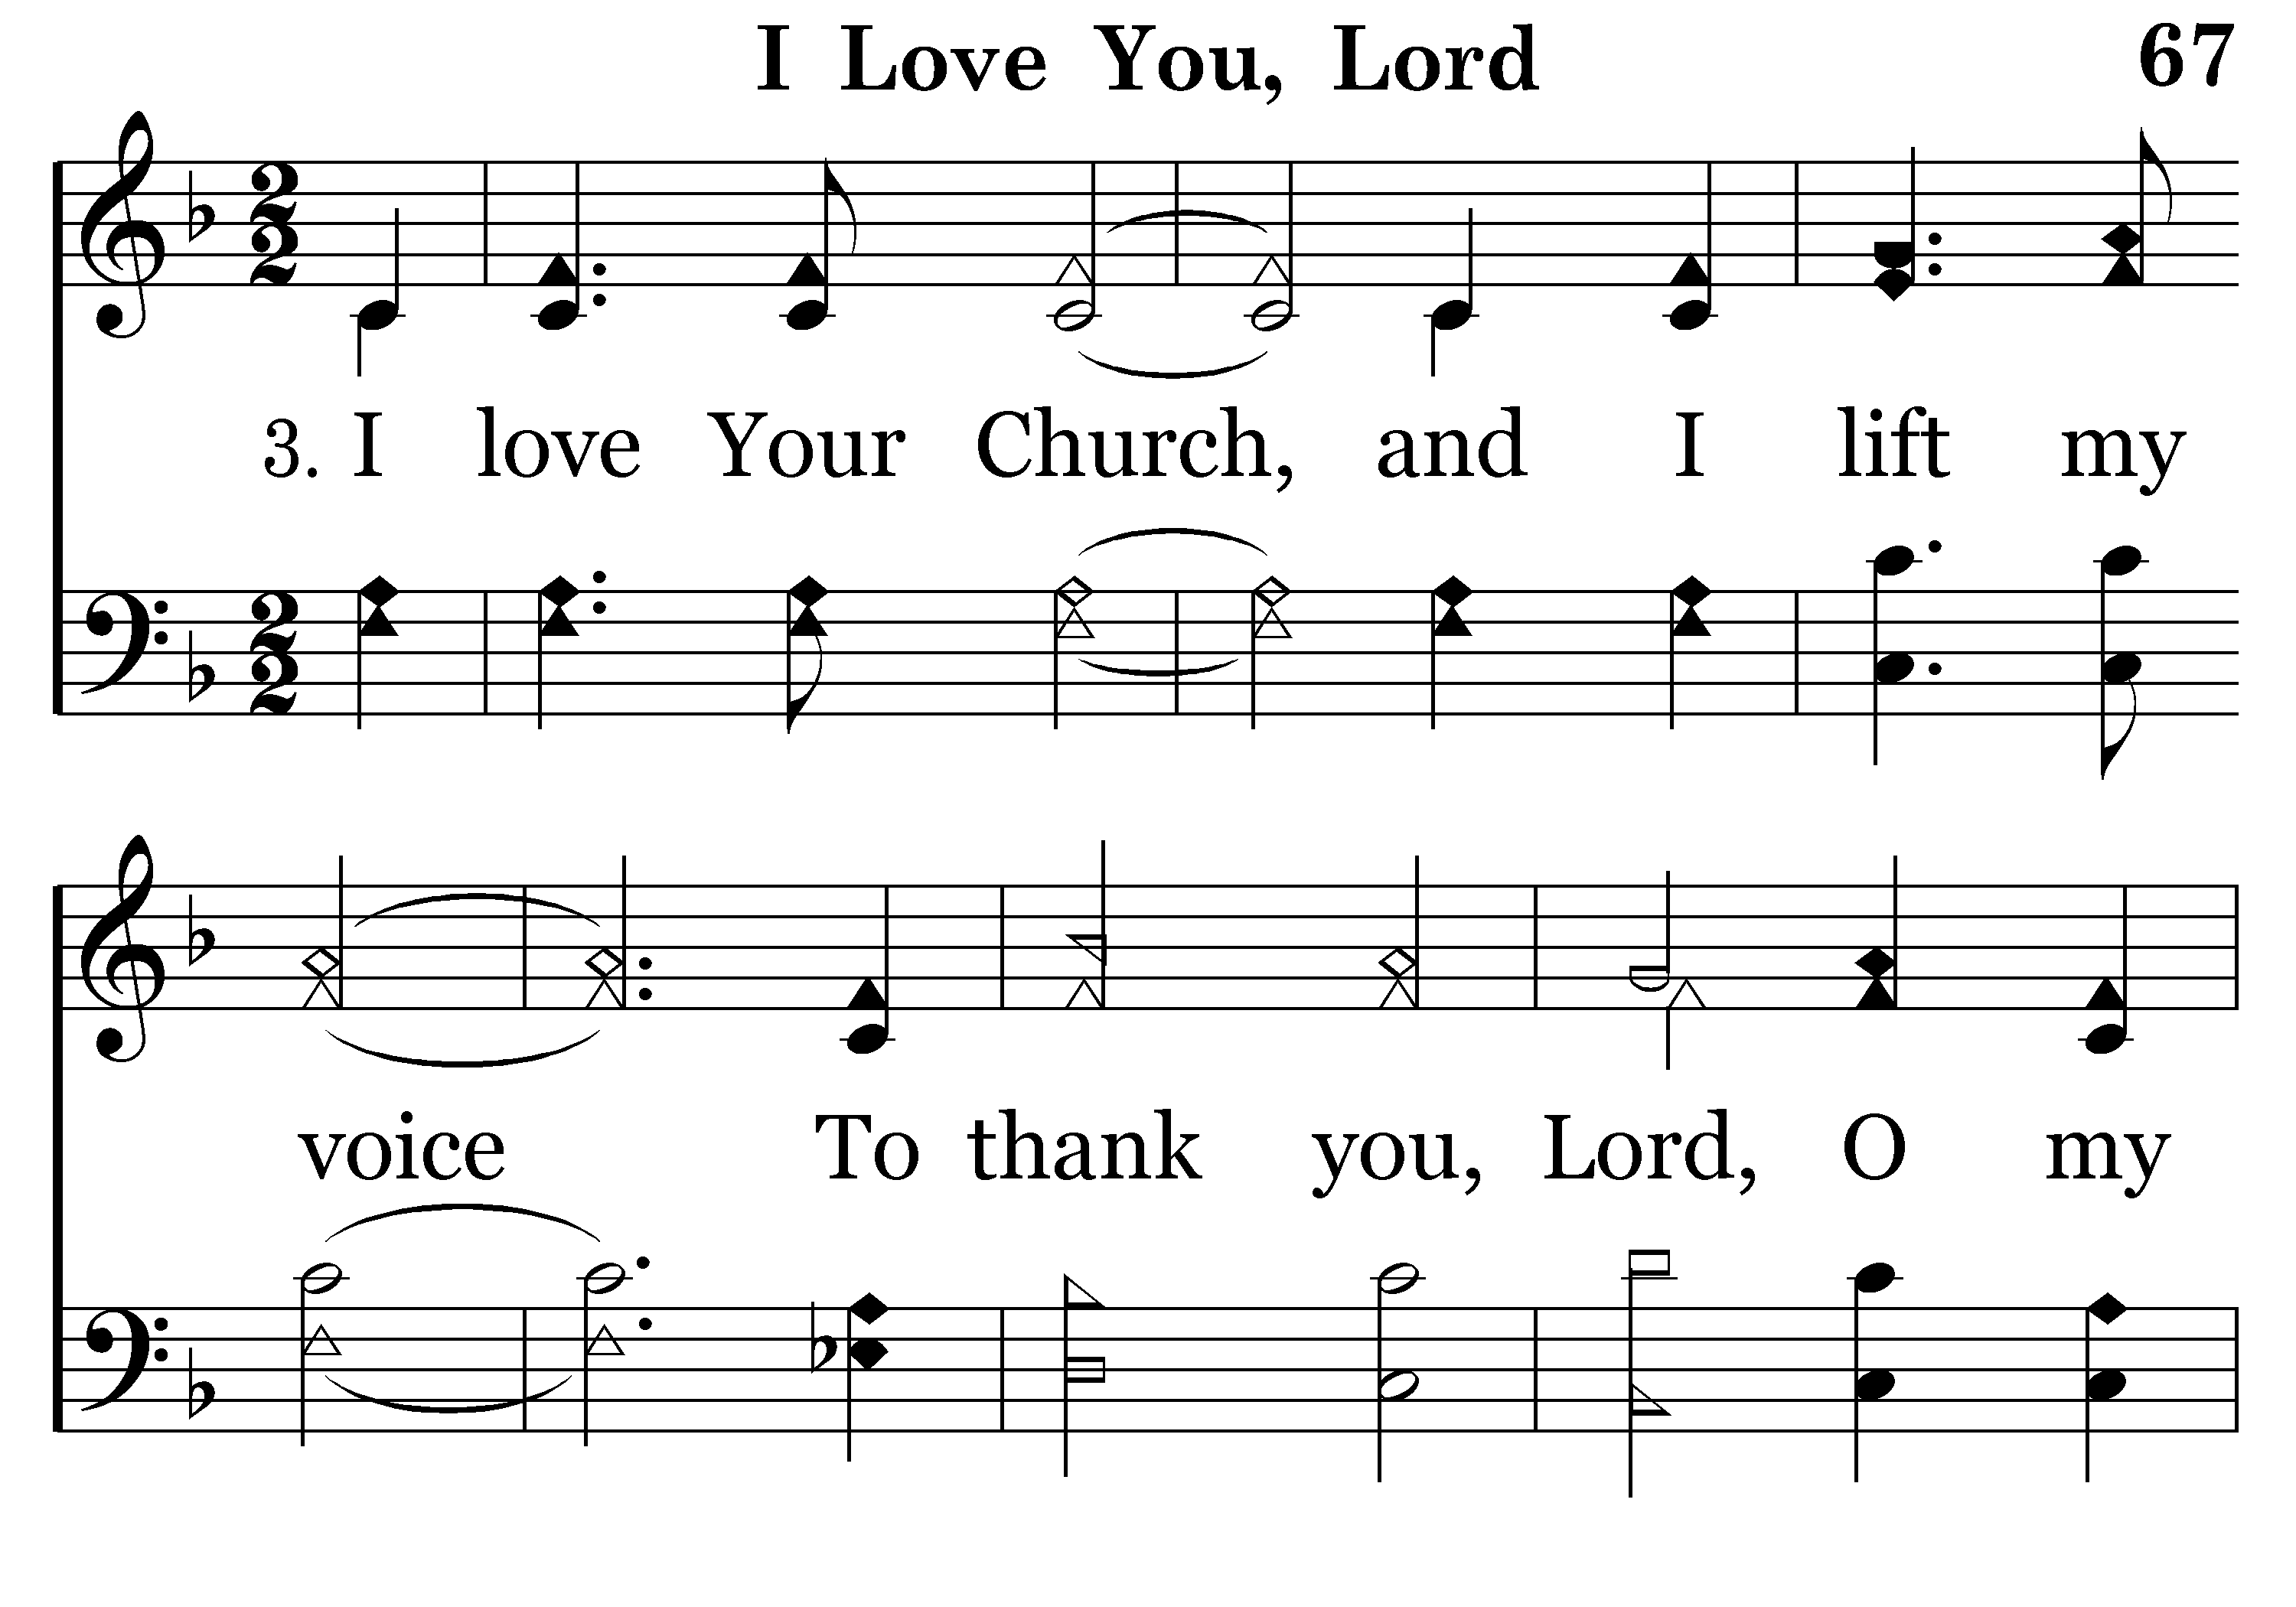 I Love You, Lord 67
3. I love Your Church, and I lift my
voice To thank you, Lord, O my